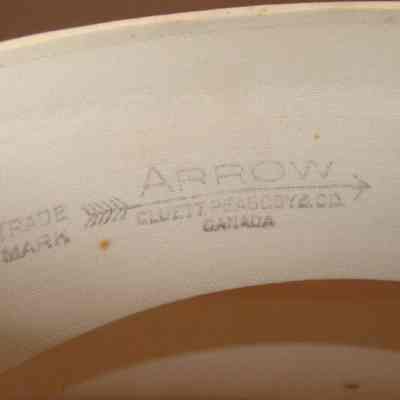 TRADE
MARK
ARROW
CLUETT, PEABODY & CO.
CANADA